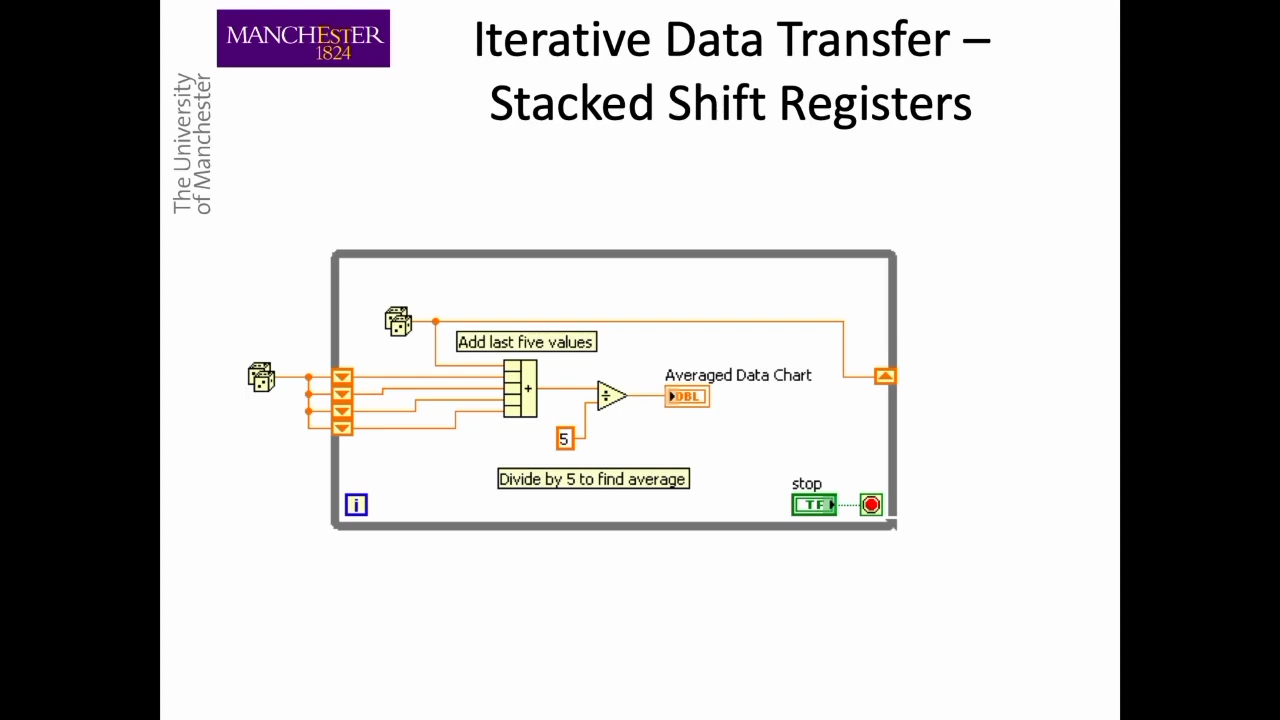 MANCHESTER
1824
The University
of Manchester
Iterative Data Transfer –
Stacked Shift Registers
Add last five values
+
÷
Averaged Data Chart
DBL
5
Divide by 5 to find average
i
stop
TF